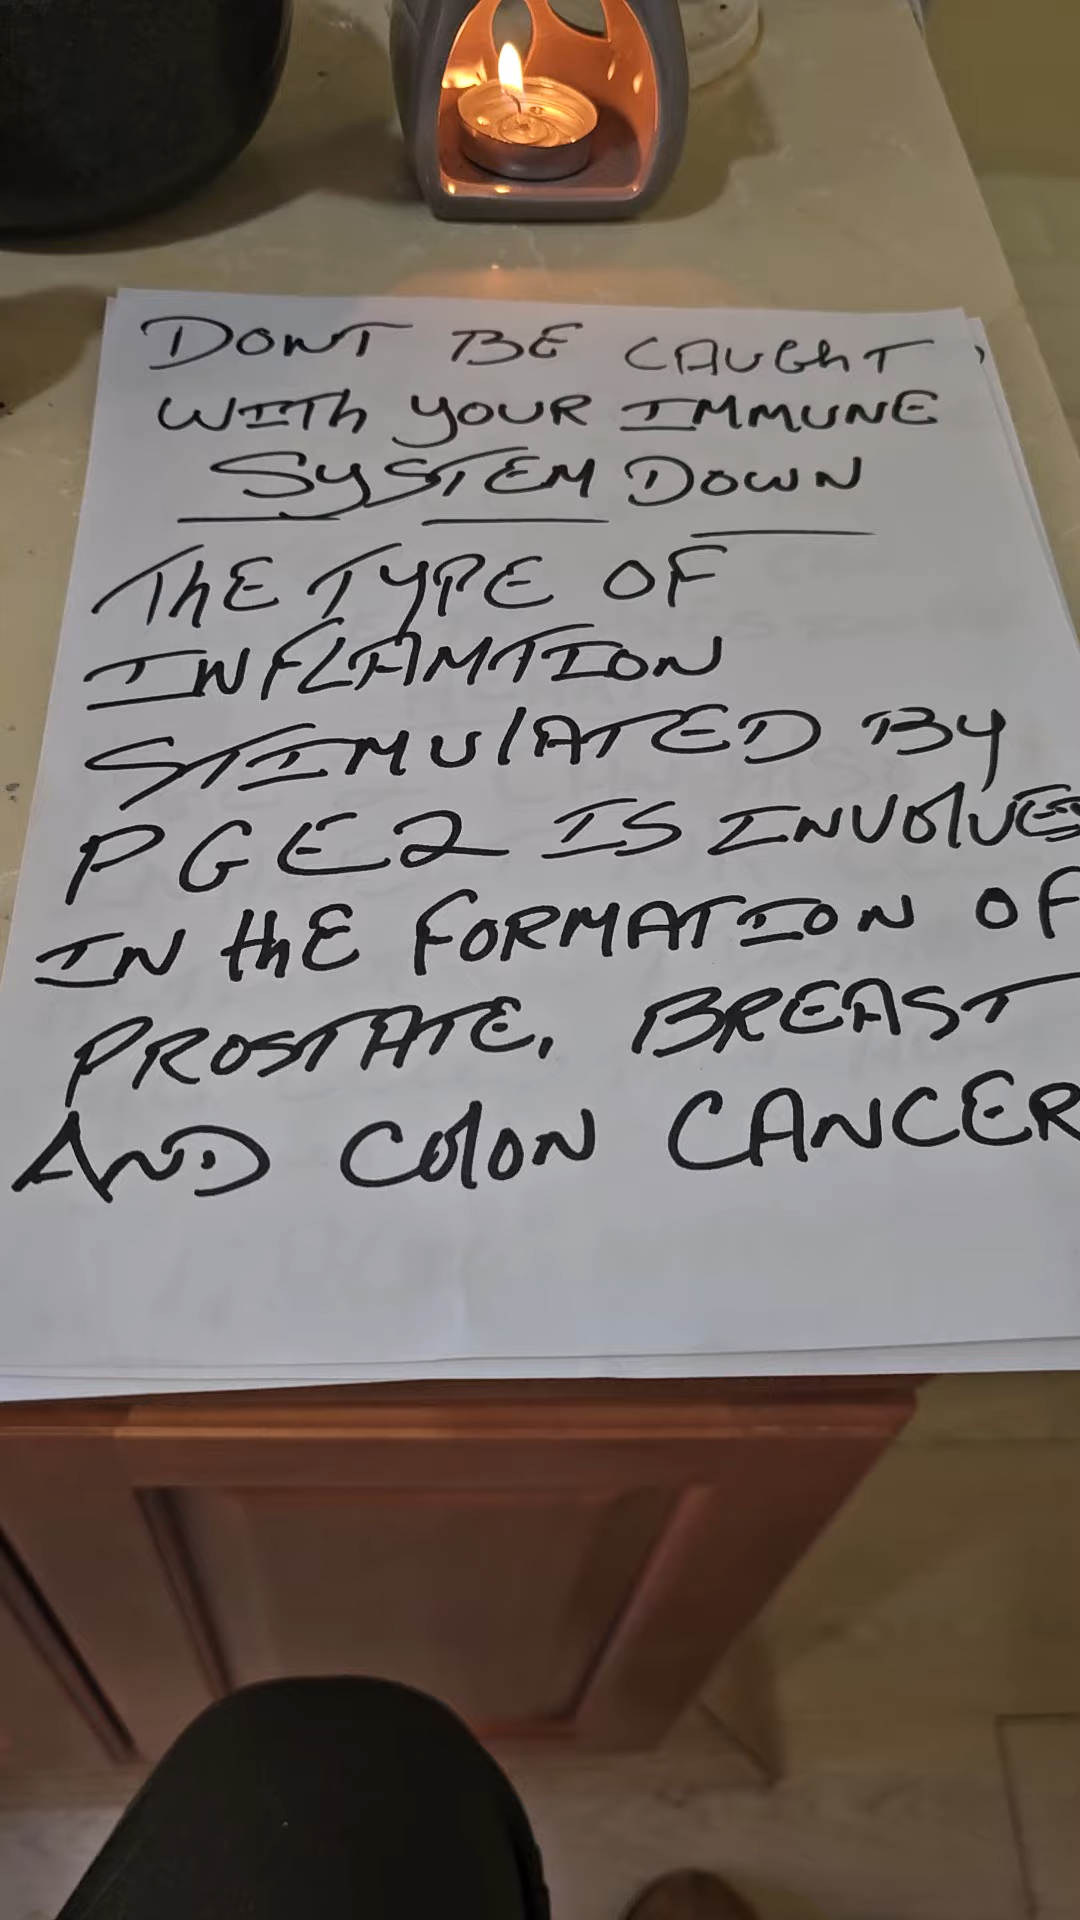 DONT BE CAUGhT
WITh YOUR IMMUNE
SYSTEM DOWN
ThE TYPE OF
INFLAMTION
STIMUlATED BY
PGE2 IS INVOlVES
IN thE FORMATION OF
PROSTATE, BREAST
AND COlON CANCER